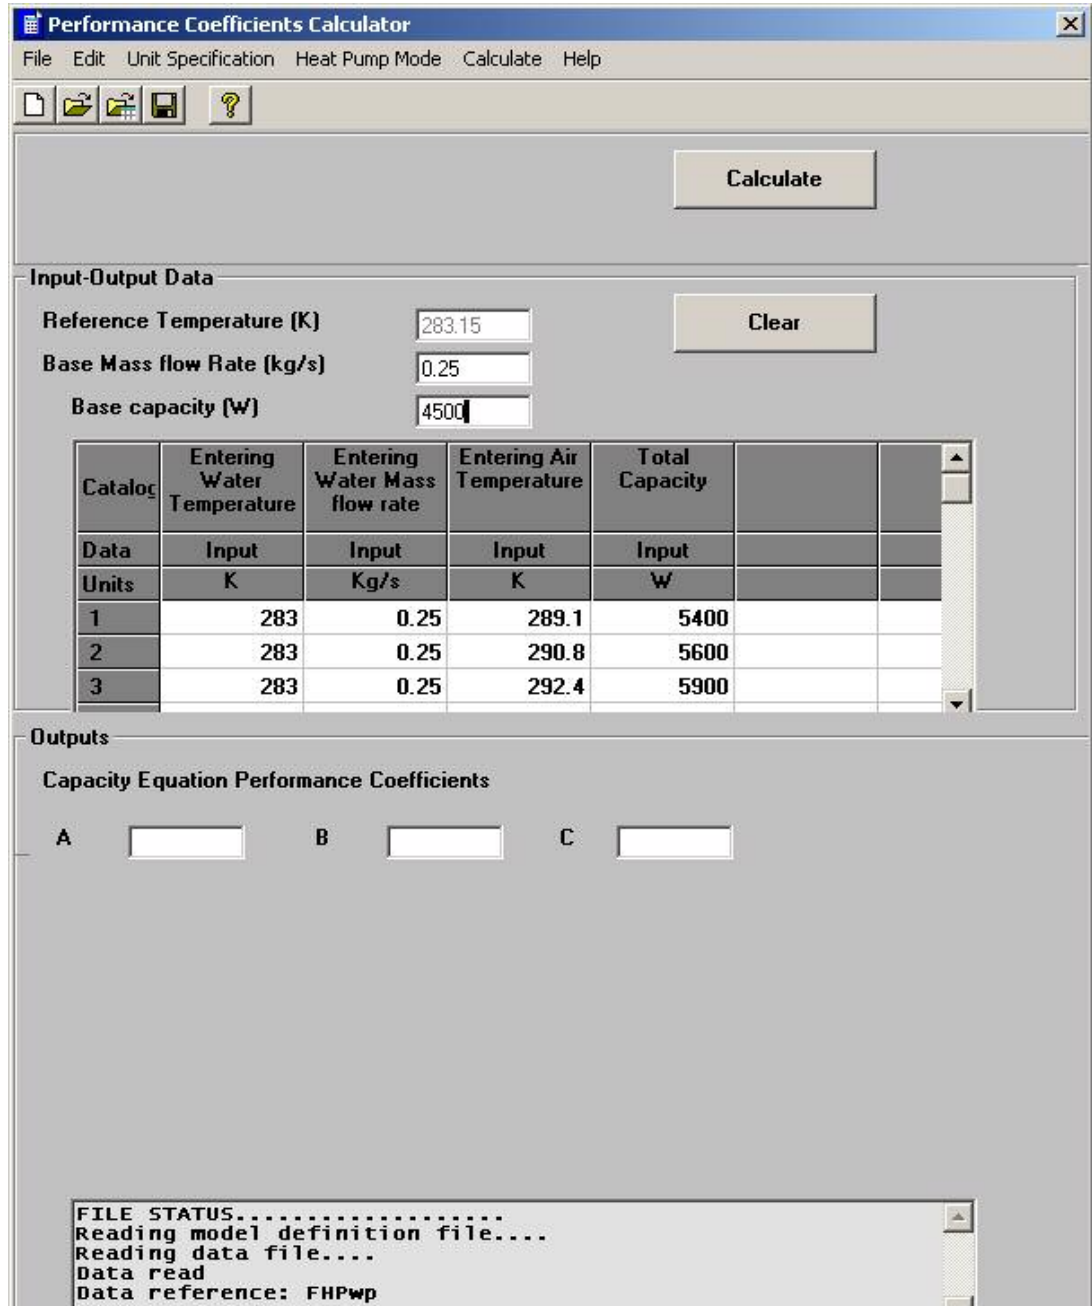 Performance Coefficients Calculator
File Edit Unit Specification Heat Pump Mode Calculate Help
Calculate
Input-Output Data
Reference Temperature (K) 283.15
Clear
Base Mass flow Rate (kg/s) 0.25
Base capacity (W) 4500
Catalog Entering Water Temperature Entering Water Mass flow rate Entering Air Temperature Total Capacity
Data Input Input Input Input
Units K Kg/s K W
1 283 0.25 289.1 5400
2 283 0.25 290.8 5600
3 283 0.25 292.4 5900
Outputs
Capacity Equation Performance Coefficients
A B C
FILE STATUS.....................
Reading model definition file....
Reading data file....
Data read
Data reference: FHPwp